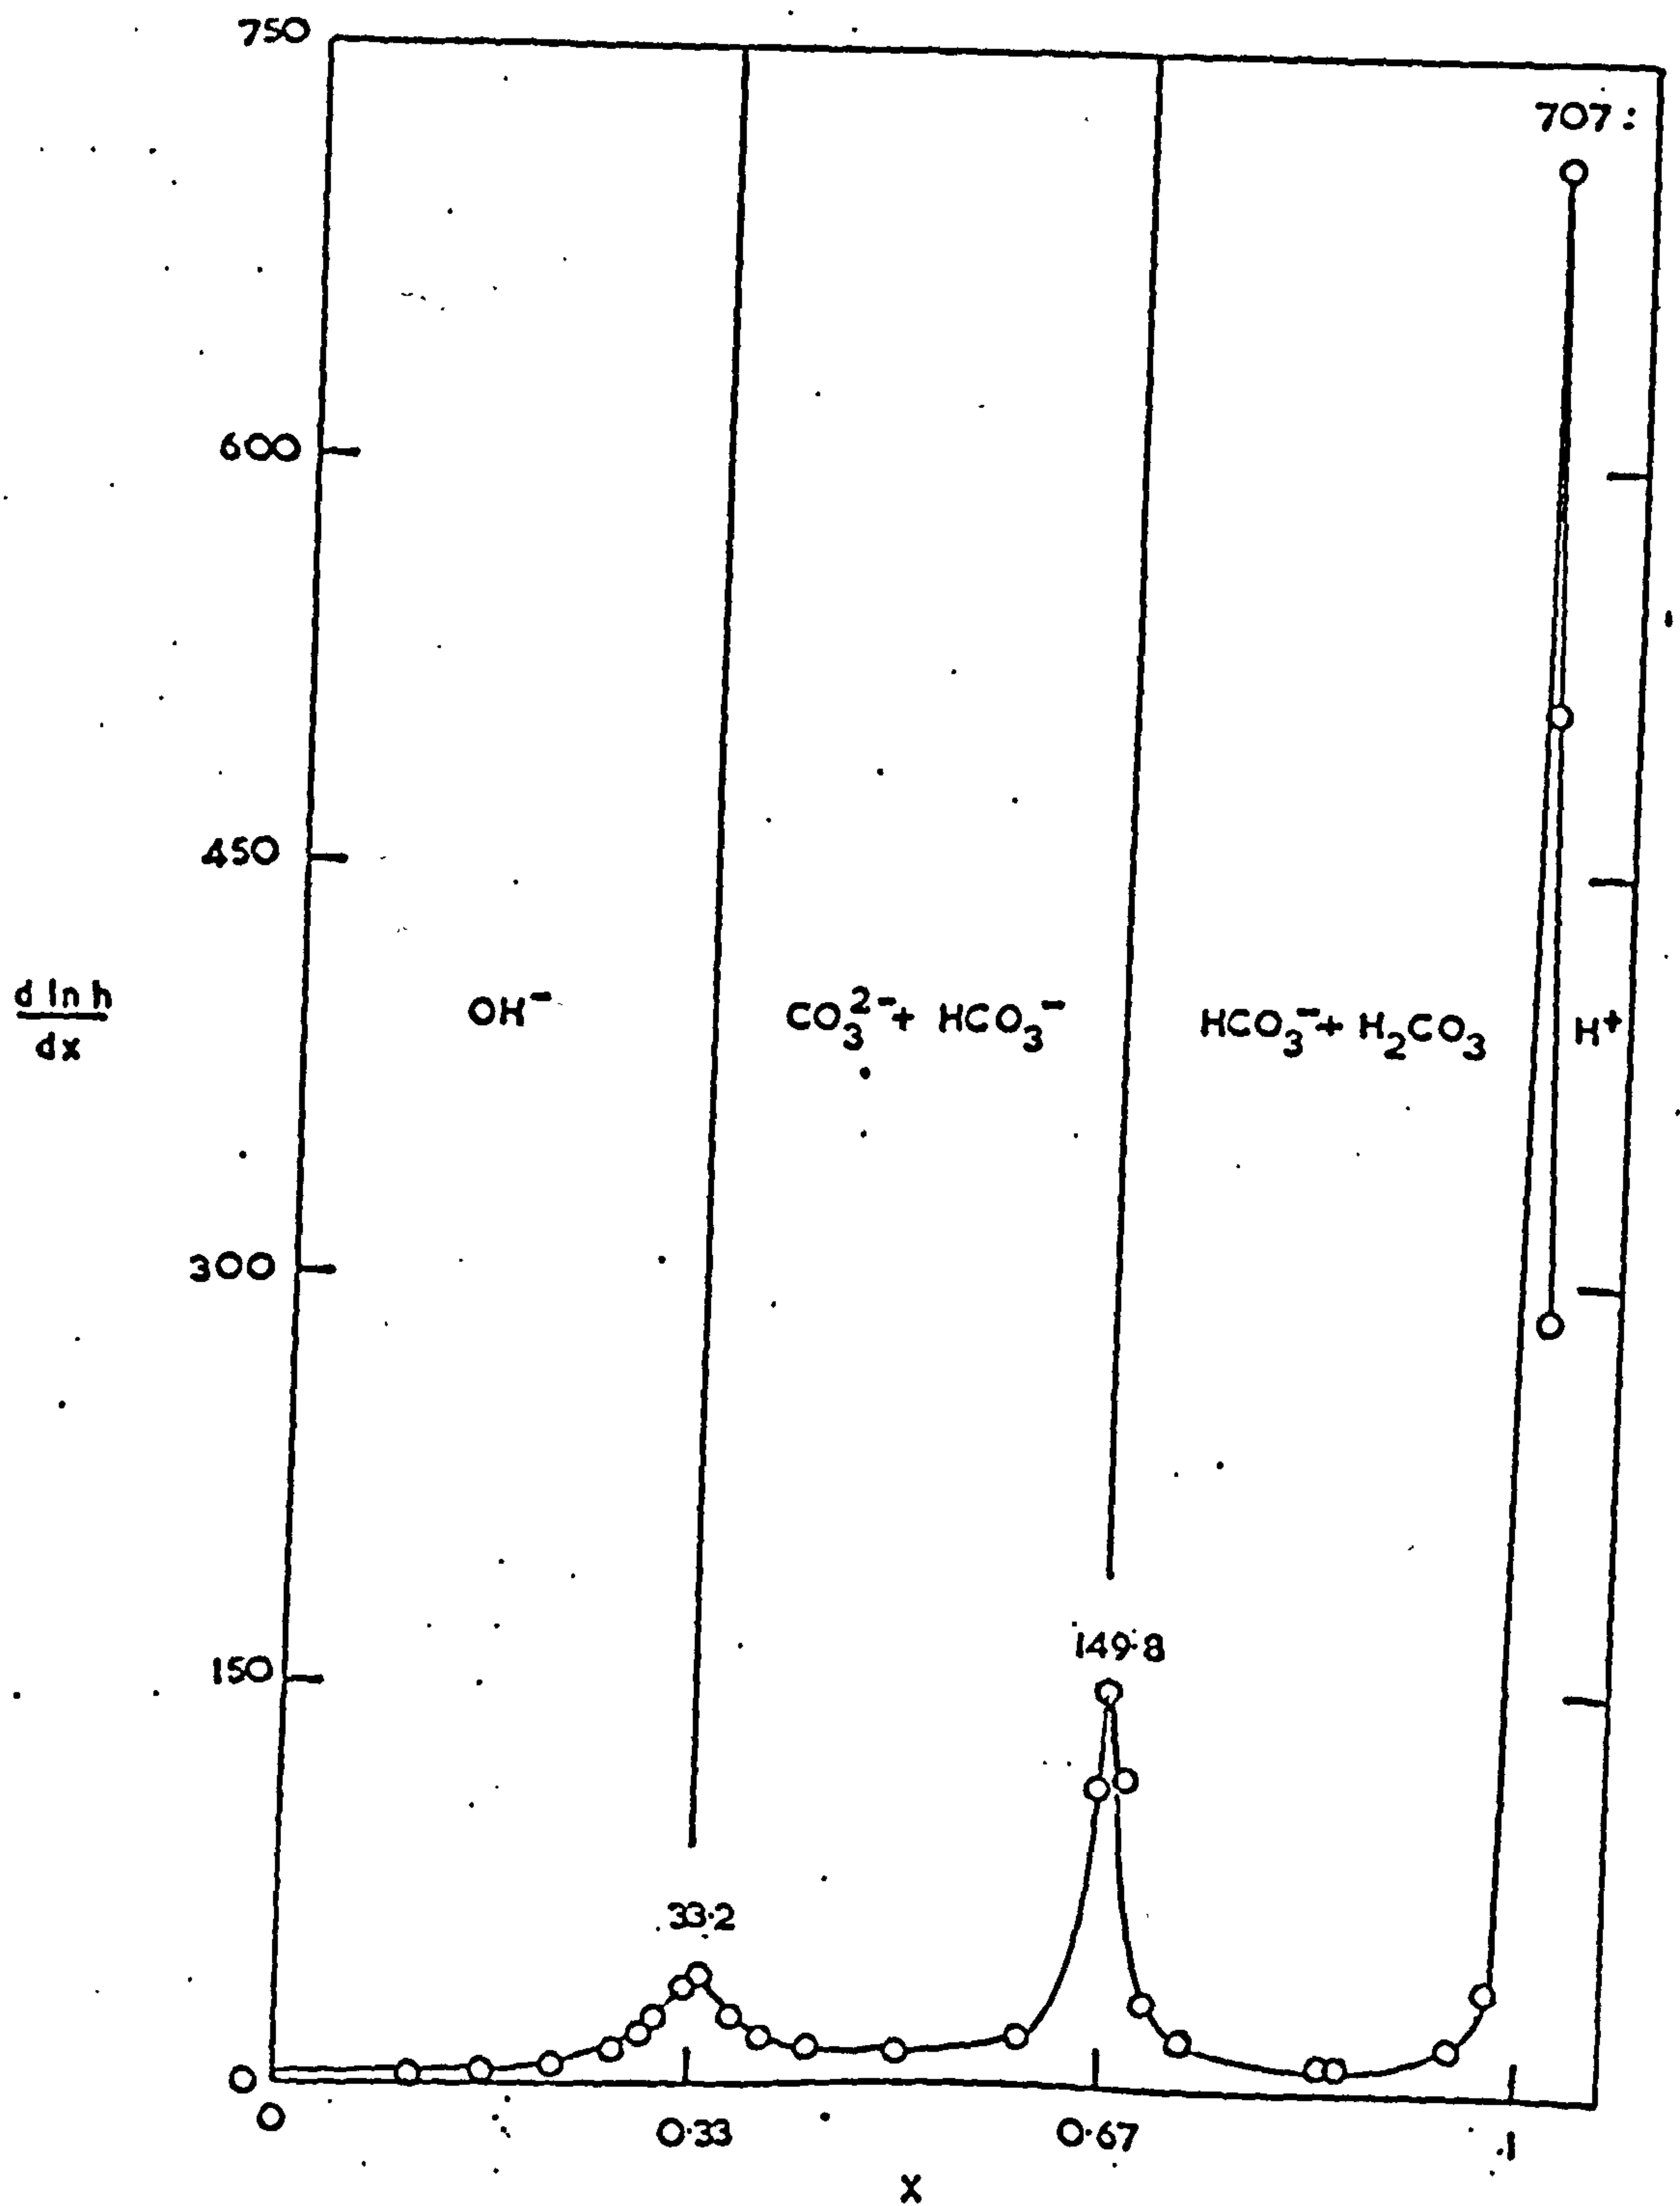 750
707
600
450
d ln h
dx
OH⁻
CO₃²⁻ + HCO₃⁻
HCO₃⁻ + H₂CO₃
H⁺
300
150
149·8
33·2
0
0
0·33
0·67
1
x